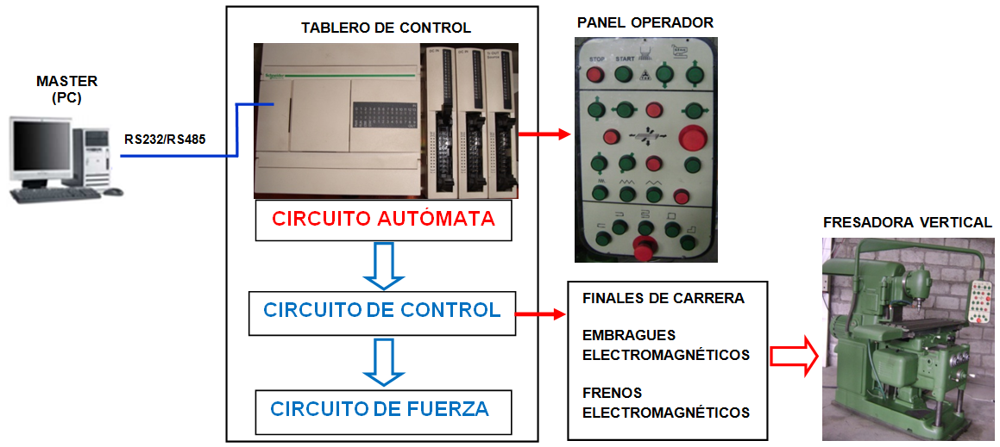 TABLERO DE CONTROL
PANEL OPERADOR
MASTER
(PC)
RS232/RS485
Schneider
STOP
START
CIRCUITO AUTÓMATA
CIRCUITO DE CONTROL
CIRCUITO DE FUERZA
FINALES DE CARRERA
EMBRAGUES
ELECTROMAGNÉTICOS
FRENOS
ELECTROMAGNÉTICOS
FRESADORA VERTICAL